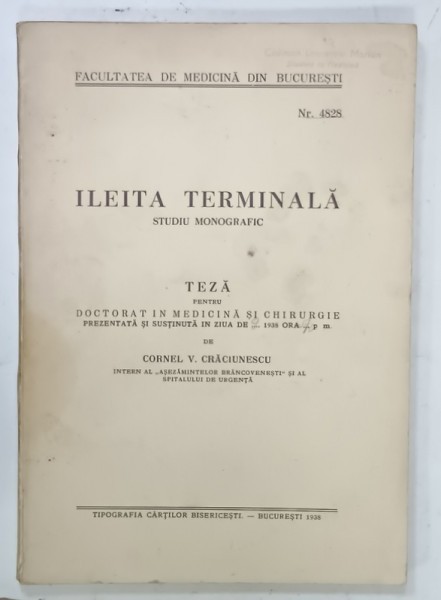 FACULTATEA DE MEDICINĂ DIN BUCUREȘTI
Nr. 4828
ILEITA TERMINALĂ
STUDIU MONOGRAFIC
TEZĂ
PENTRU
DOCTORAT IN MEDICINĂ ȘI CHIRURGIE
PREZENTATĂ ȘI SUSȚINUTĂ IN ZIUA DE 1938 ORA p m.
DE
CORNEL V. CRĂCIUNESCU
INTERN AL „AȘEZĂMINTELOR BRÂNCOVENEȘTI" ȘI AL
SPITALULUI DE URGENȚĂ
TIPOGRAFIA CĂRȚILOR BISERICEȘTI. — BUCUREȘTI 1938